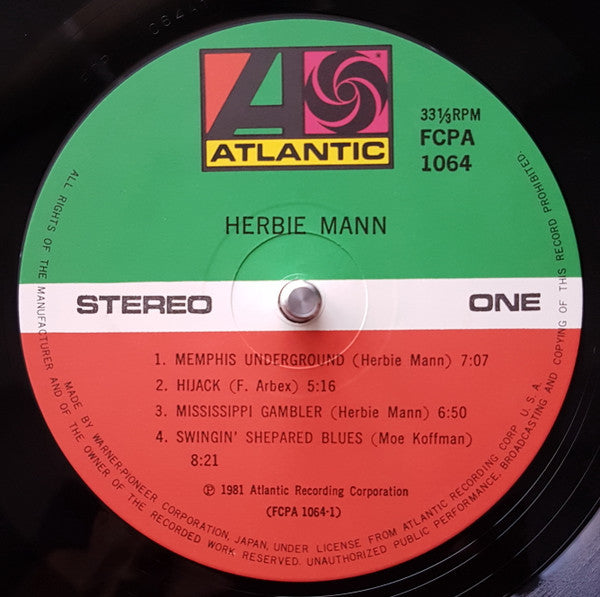 33⅓RPM
FCPA
1064
ATLANTIC
HERBIE MANN
STEREO ONE
1. MEMPHIS UNDERGROUND (Herbie Mann) 7:07
2. HIJACK (F. Arbex) 5:16
3. MISSISSIPPI GAMBLER (Herbie Mann) 6:50
4. SWINGIN' SHEPARED BLUES (Moe Koffman)
8:21
℗ 1981 Atlantic Recording Corporation
(FCPA 1064-1)
ALL RIGHTS OF THE MANUFACTURER AND OF THE OWNER OF THE RECORDED WORK RESERVED. UNAUTHORIZED PUBLIC PERFORMANCE, BROADCASTING AND COPYING OF THIS RECORD PROHIBITED.
MADE BY WARNER-PIONEER CORPORATION, JAPAN, UNDER LICENSE FROM ATLANTIC RECORDING CORP. U.S.A.